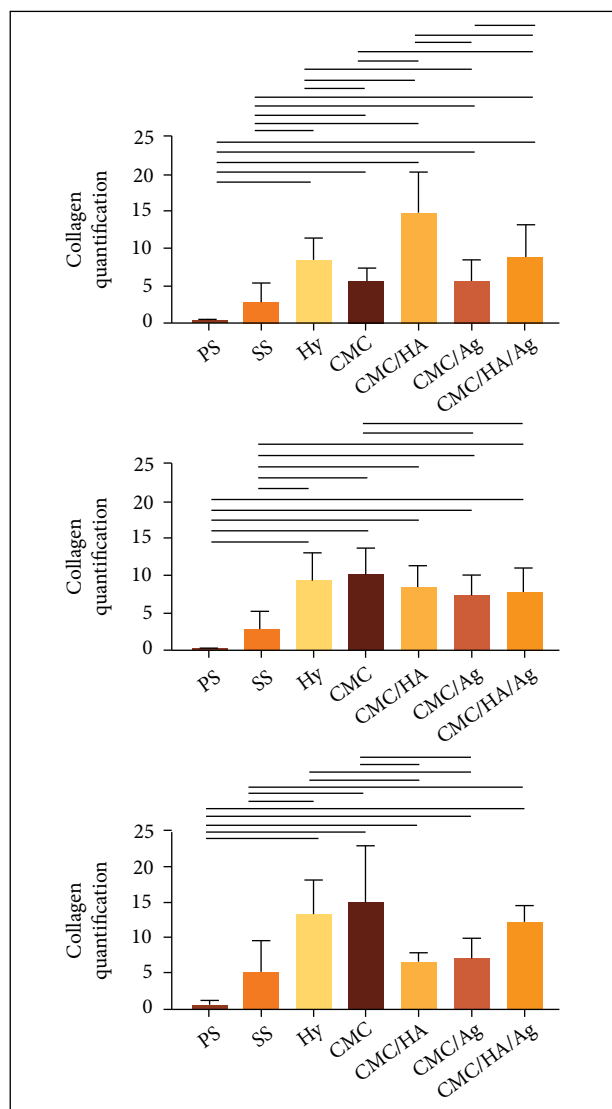 25
20
15
10
5
0
Collagen
quantification
PS
SS
Hy
CMC
CMC/HA
CMC/Ag
CMC/HA/Ag
25
20
15
10
5
0
Collagen
quantification
PS
SS
Hy
CMC
CMC/HA
CMC/Ag
CMC/HA/Ag
25
20
15
10
5
0
Collagen
quantification
PS
SS
Hy
CMC
CMC/HA
CMC/Ag
CMC/HA/Ag